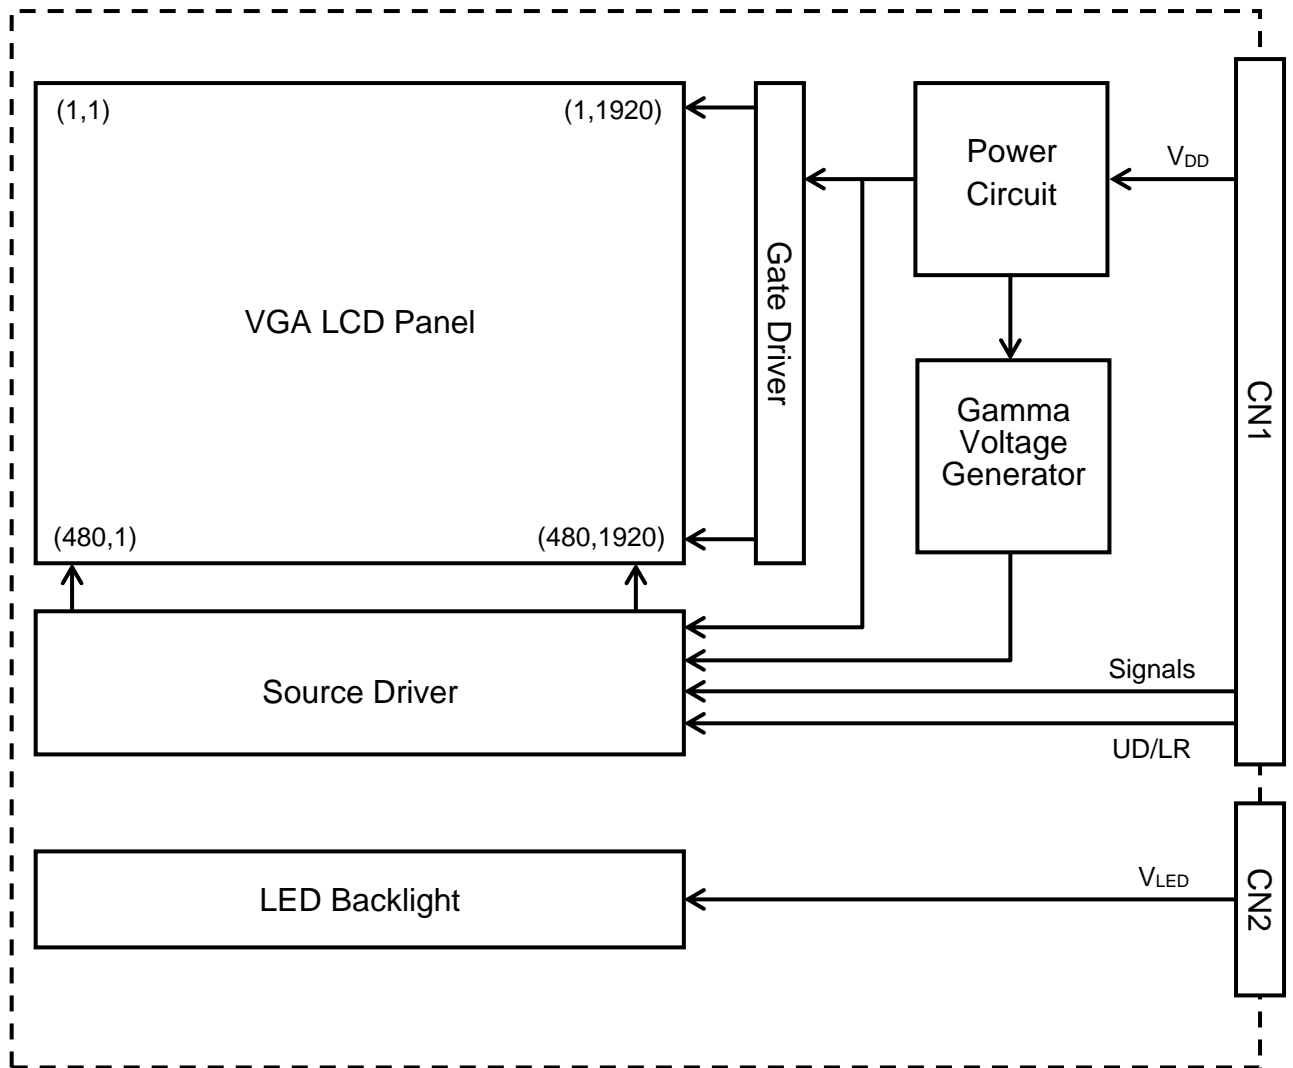 (1,1)
(1,1920)
VGA LCD Panel
(480,1)
(480,1920)
Gate Driver
Power
Circuit
VDD
Gamma
Voltage
Generator
CN1
Source Driver
Signals
UD/LR
LED Backlight
VLED
CN2